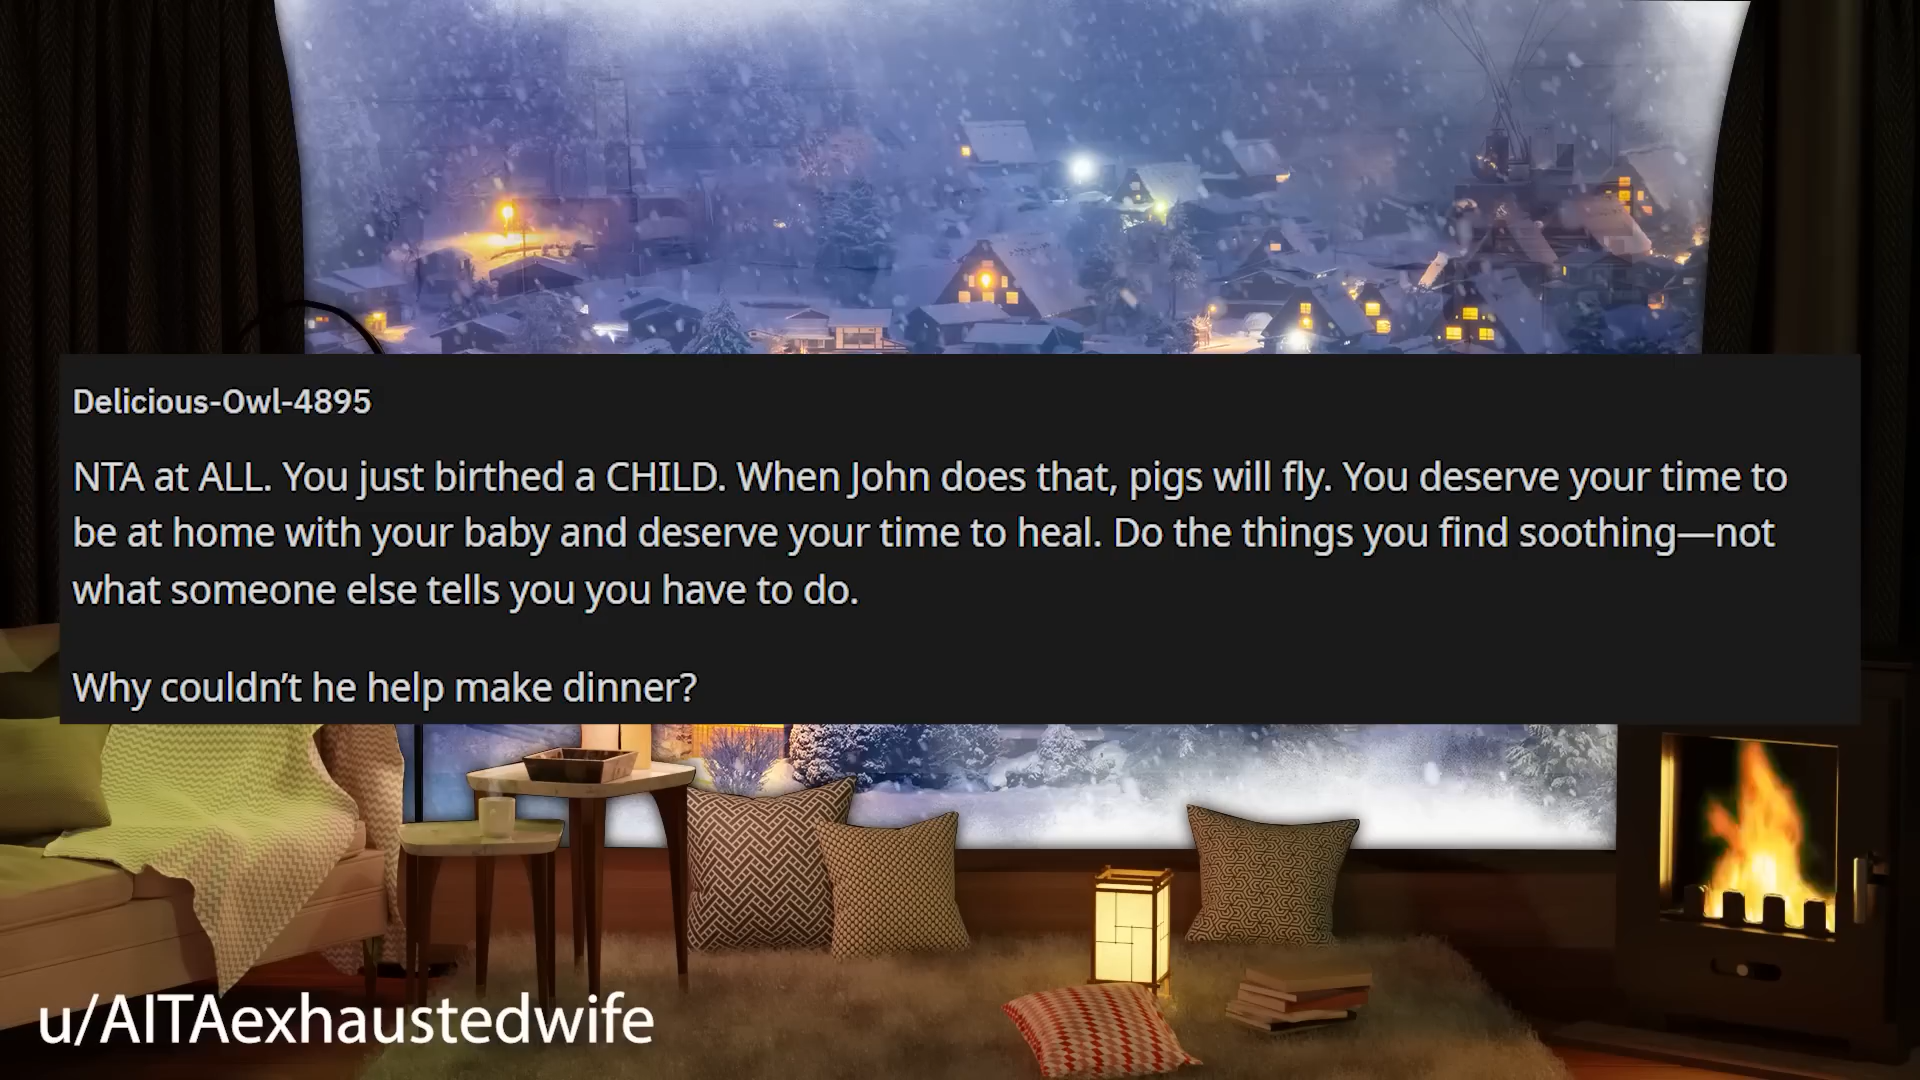 Delicious-Owl-4895
NTA at ALL. You just birthed a CHILD. When John does that, pigs will fly. You deserve your time to
be at home with your baby and deserve your time to heal. Do the things you find soothing—not
what someone else tells you you have to do.
Why couldn’t he help make dinner?
u/AITAexhaustedwife